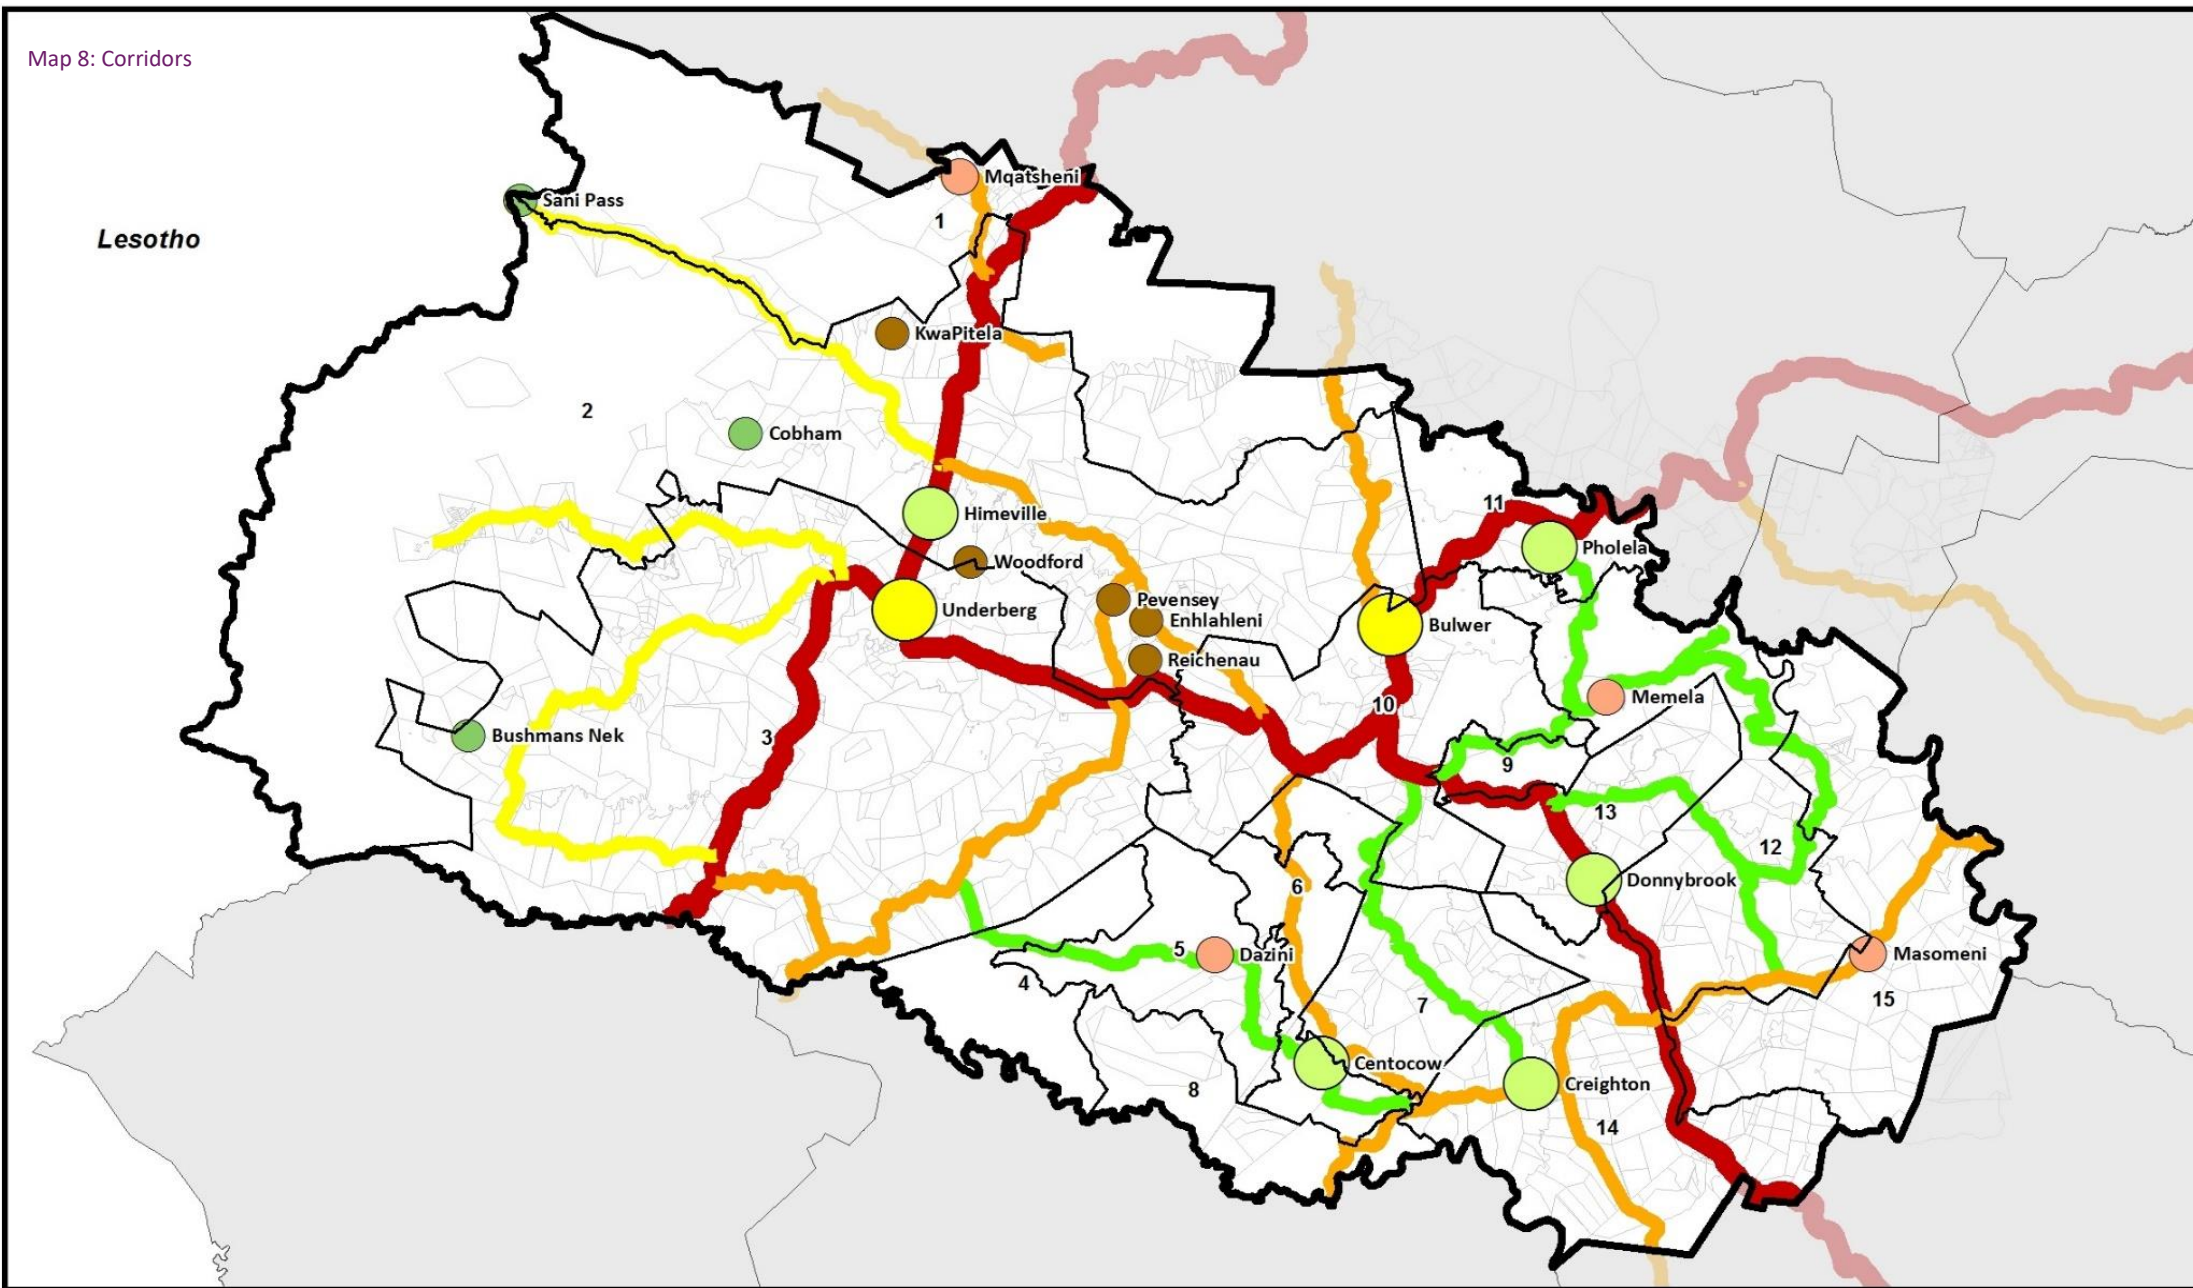 Map 8: Corridors
Mqatsheni
Sani Pass
1
Lesotho
KwaPitela
2
Cobham
11
Himeville
Pholela
Woodford
Pevensey
Underberg
Enhlahleni
Bulwer
Reichenau
Memela
10
Bushmans Nek
3
9
13
12
Donnybrook
6
5
Dazini
Masomeni
4
15
7
Centocow
Creighton
8
14